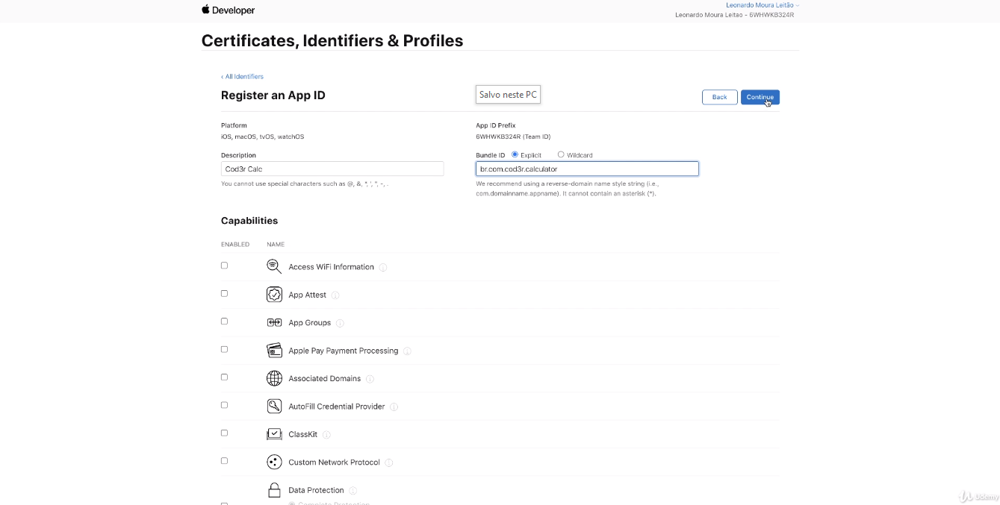 Developer
Leonardo Moura Leitão
Leonardo Moura Leitao - 6WHWKB324R
Certificates, Identifiers & Profiles
‹ All Identifiers
Register an App ID
Salvo neste PC
Back
Continue
Platform
iOS, macOS, tvOS, watchOS
App ID Prefix
6WHWKB324R (Team ID)
Description
Cod3r Calc
You cannot use special characters such as @, &, *, ', ", -, .
Bundle ID Explicit Wildcard
br.com.cod3r.calculator
We recommend using a reverse-domain name style string (i.e.,
com.domainname.appname). It cannot contain an asterisk (*).
Capabilities
ENABLED NAME
Access WiFi Information
App Attest
App Groups
Apple Pay Payment Processing
Associated Domains
AutoFill Credential Provider
ClassKit
Custom Network Protocol
Data Protection
Complete Protection
Udemy